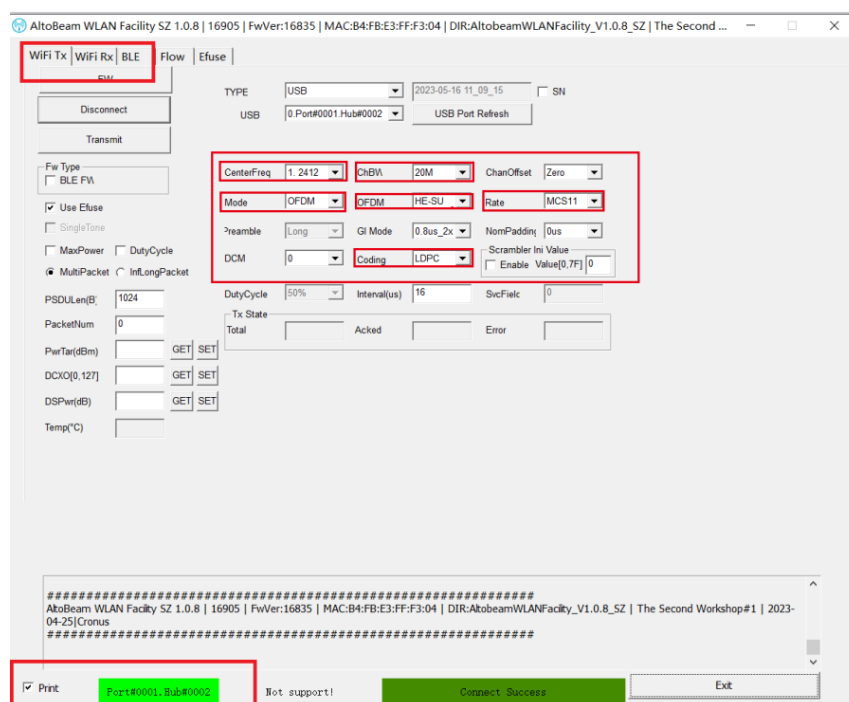 AltoBeam WLAN Facility SZ 1.0.8 | 16905 | FwVer:16835 | MAC:B4:FB:E3:FF:F3:04 | DIR:AltobeamWLANFacility_V1.0.8_SZ | The Second ...
WiFi Tx WiFi Rx BLE Flow Efuse
FW
TYPE USB 2023-05-16 11_09_15 SN
Disconnect USB 0.Port#0001.Hub#0002 USB Port Refresh
Transmit
Fw Type
BLE FW
CenterFreq 1. 2412 ChBW 20M ChanOffset Zero
Use Efuse
Mode OFDM OFDM HE-SU Rate MCS11
SingleTone
Preamble Long GI Mode 0.8us_2x NomPadding 0us
MaxPower DutyCycle
Scrambler Ini Value
DCM 0 Coding LDPC Enable Value[0,7F] 0
MultiPacket InfLongPacket
PSDULen(B) 1024 DutyCycle 50% Interval(us) 16 SvcField 0
Tx State
PacketNum 0 Total Acked Error
PwrTar(dBm) GET SET
DCXO[0,127] GET SET
DSPwr(dB) GET SET
Temp(°C)
##############################################################
AltoBeam WLAN Facility SZ 1.0.8 | 16905 | FwVer:16835 | MAC:B4:FB:E3:FF:F3:04 | DIR:AltobeamWLANFacility_V1.0.8_SZ | The Second Workshop#1 | 2023-
04-25|Cronus
##############################################################
Print Port#0001.Hub#0002 Not support! Connect Success Exit